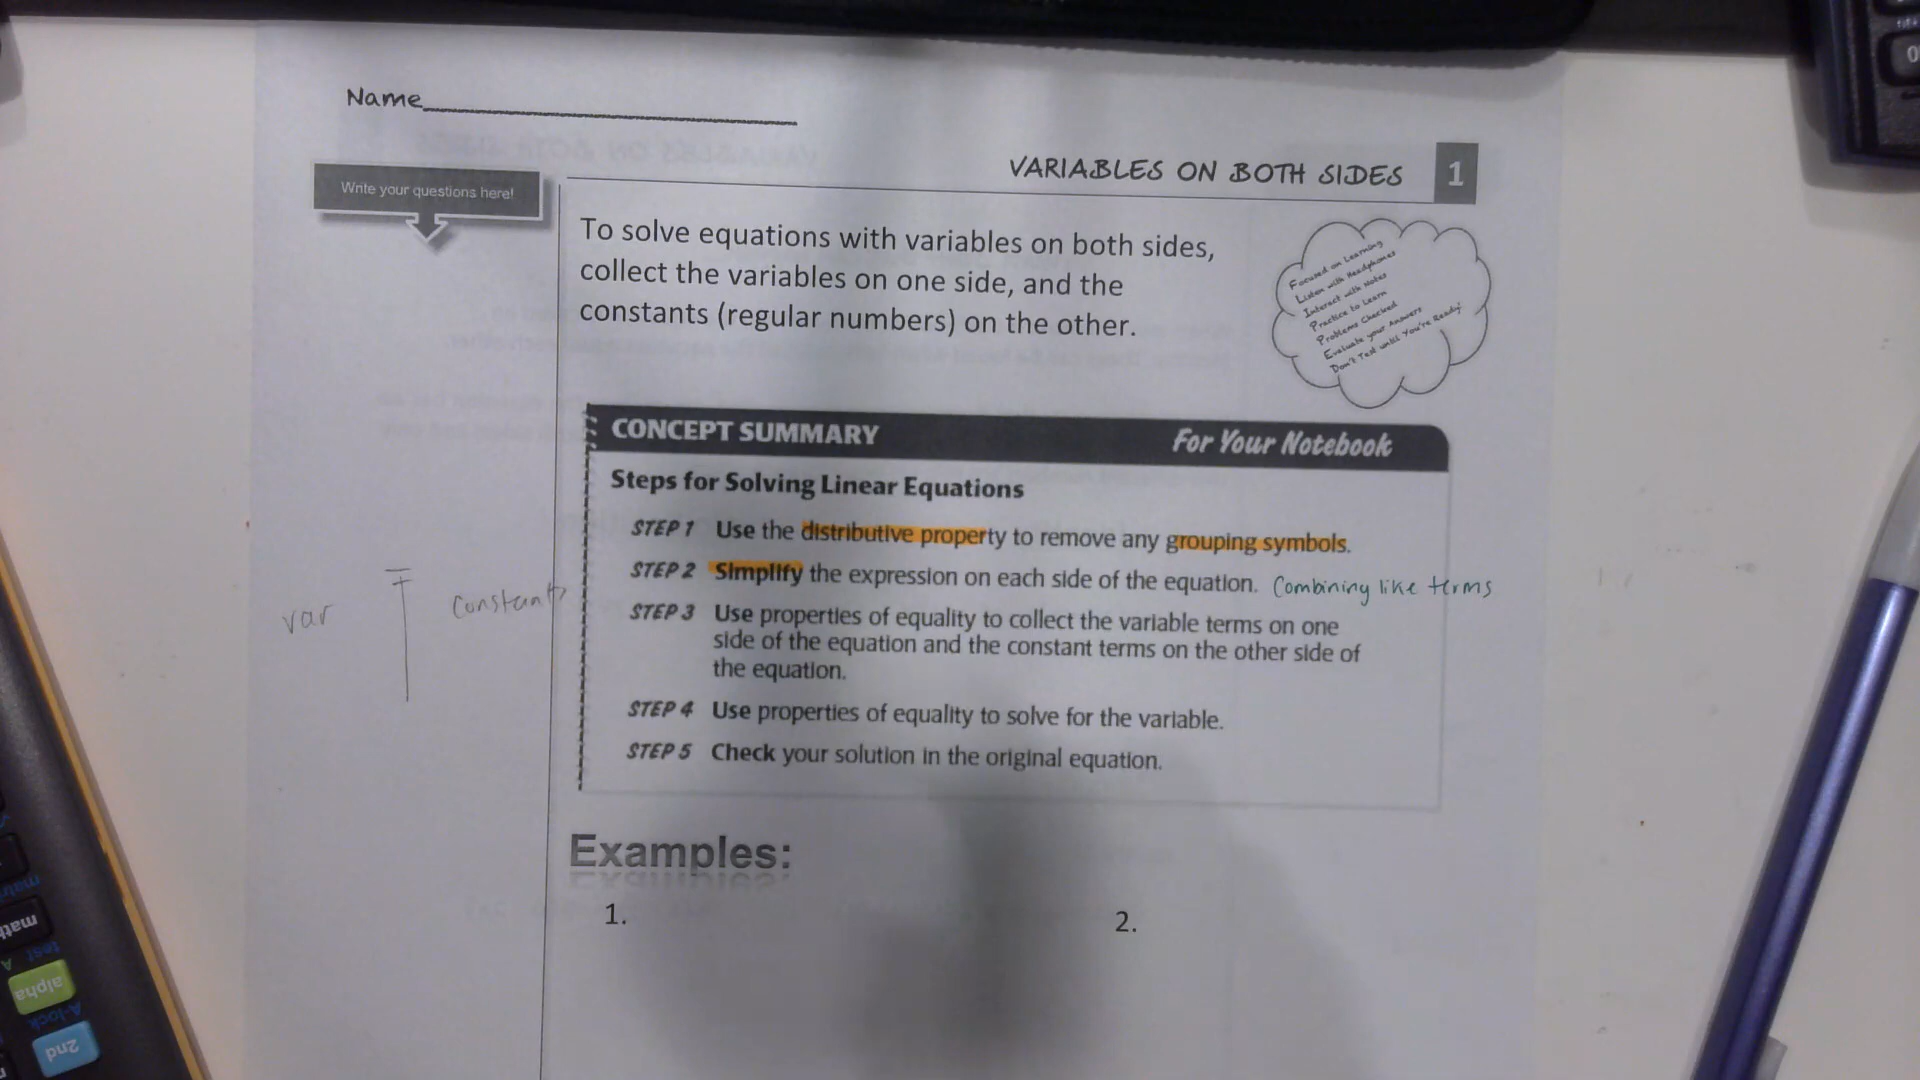 Name
VARIABLES ON BOTH SIDES 1
Write your questions here!
To solve equations with variables on both sides,
collect the variables on one side, and the
constants (regular numbers) on the other.
Focused on Learning
Listen with Headphones
Interact with Notes
Practice to Learn
Problems Checked
Evaluate your Answers
Don't Test until You're Ready!
CONCEPT SUMMARY For Your Notebook
Steps for Solving Linear Equations
STEP 1 Use the distributive property to remove any grouping symbols.
STEP 2 Simplify the expression on each side of the equation. Combining like terms
STEP 3 Use properties of equality to collect the variable terms on one
side of the equation and the constant terms on the other side of
the equation.
STEP 4 Use properties of equality to solve for the variable.
STEP 5 Check your solution in the original equation.
var constants
Examples:
1. 2.
math
test A
alpha
A-lock
2nd